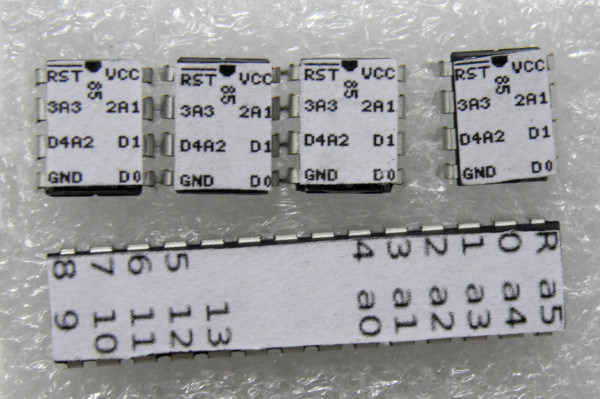 RST VCC
85
3A3 2A1
D4A2 D1
GND D0
RST VCC
85
3A3 2A1
D4A2 D1
GND D0
RST VCC
85
3A3 2A1
D4A2 D1
GND D0
RST VCC
85
3A3 2A1
D4A2 D1
GND D0
8 7 6 5 4 3 2 1 0 R
9 10 11 12 13 a0 a1 a2 a3 a4 a5